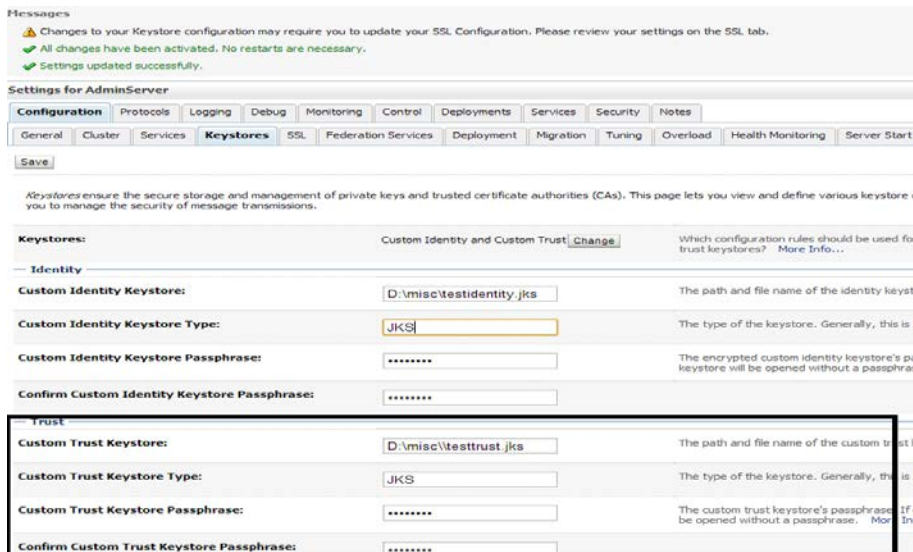 Messages
Changes to your Keystore configuration may require you to update your SSL Configuration. Please review your settings on the SSL tab.
All changes have been activated. No restarts are necessary.
Settings updated successfully.
Settings for AdminServer
Configuration Protocols Logging Debug Monitoring Control Deployments Services Security Notes
General Cluster Services Keystores SSL Federation Services Deployment Migration Tuning Overload Health Monitoring Server Start
Save
Keystores ensure the secure storage and management of private keys and trusted certificate authorities (CAs). This page lets you view and define various keystore
you to manage the security of message transmissions.
Keystores: Custom Identity and Custom Trust Change Which configuration rules should be used fo
trust keystores? More Info...
Identity
Custom Identity Keystore: D:\misc\testidentity.jks The path and file name of the identity keyst
Custom Identity Keystore Type: JKS The type of the keystore. Generally, this is
Custom Identity Keystore Passphrase: •••••••• The encrypted custom identity keystore's pa
keystore will be opened without a passphra
Confirm Custom Identity Keystore Passphrase: ••••••••
Trust
Custom Trust Keystore: D:\misc\\testtrust.jks The path and file name of the custom trust
Custom Trust Keystore Type: JKS The type of the keystore. Generally, this is
Custom Trust Keystore Passphrase: •••••••• The custom trust keystore's passphrase. If
be opened without a passphrase. More In
Confirm Custom Trust Keystore Passphrase: ••••••••